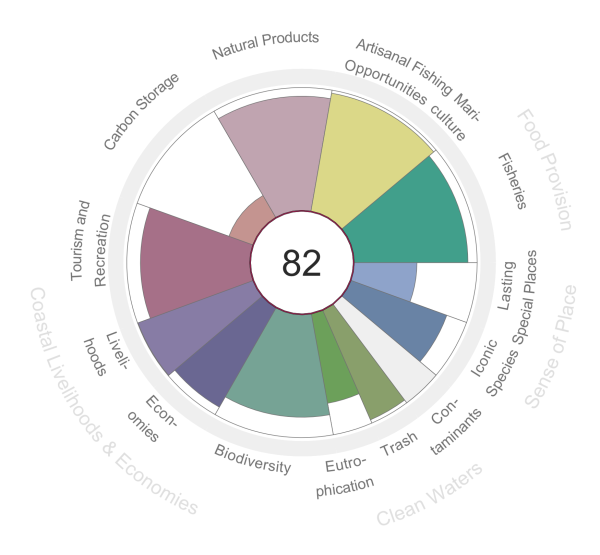 Natural Products
Artisanal Fishing
Opportunities
Mari-
culture
Food Provision
Fisheries
Lasting
Special Places
Iconic
Species
Sense of Place
Con-
taminants
Trash
Eutro-
phication
Clean Waters
Biodiversity
Econ-
omies
Liveli-
hoods
Coastal Livelihoods & Economies
Tourism and
Recreation
Carbon Storage
82